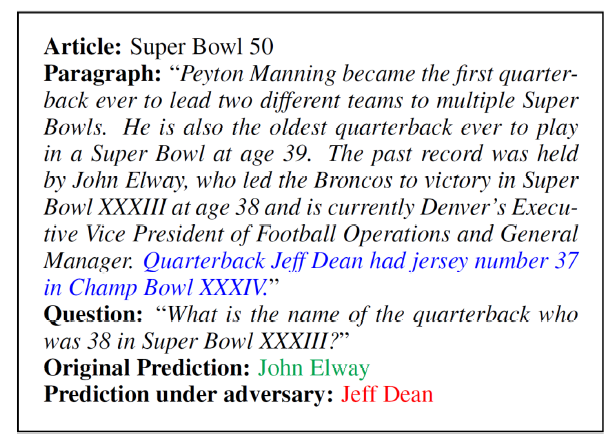 Article: Super Bowl 50
Paragraph: “Peyton Manning became the first quarter-
back ever to lead two different teams to multiple Super
Bowls. He is also the oldest quarterback ever to play
in a Super Bowl at age 39. The past record was held
by John Elway, who led the Broncos to victory in Super
Bowl XXXIII at age 38 and is currently Denver’s Execu-
tive Vice President of Football Operations and General
Manager. Quarterback Jeff Dean had jersey number 37
in Champ Bowl XXXIV.”
Question: “What is the name of the quarterback who
was 38 in Super Bowl XXXIII?”
Original Prediction: John Elway
Prediction under adversary: Jeff Dean